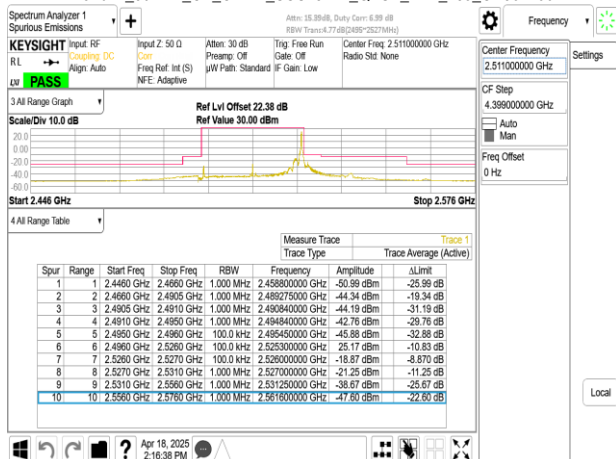 Spectrum Analyzer 1
Spurious Emissions
Attn: 15.39dB, Duty Corr: 6.99 dB
RBW Trans:4.77dB(2495~2527MHz)
Frequency
KEYSIGHT Input: RF Input Z: 50 Ω Atten: 30 dB Trig: Free Run Center Freq: 2.511000000 GHz
RL Coupling: DC Corr Preamp: Off Gate: Off Radio Std: None
Align: Auto Freq Ref: Int (S) µW Path: Standard IF Gain: Low
LXI PASS NFE: Adaptive
Center Frequency
2.511000000 GHz
Settings
CF Step
4.399000000 GHz
Auto
Man
Freq Offset
0 Hz
Local
3 All Range Graph
Scale/Div 10.0 dB
Ref Lvl Offset 22.38 dB
Ref Value 30.00 dBm
20.0
0.00
-20.0
-40.0
-60.0
Start 2.446 GHz Stop 2.576 GHz
4 All Range Table
Measure Trace Trace 1
Trace Type Trace Average (Active)
Spur Range Start Freq Stop Freq RBW Frequency Amplitude ΔLimit
1 1 2.4460 GHz 2.4660 GHz 1.000 MHz 2.458800000 GHz -50.99 dBm -25.99 dB
2 2 2.4660 GHz 2.4905 GHz 1.000 MHz 2.489275000 GHz -44.34 dBm -19.34 dB
3 3 2.4905 GHz 2.4910 GHz 1.000 MHz 2.490840000 GHz -44.19 dBm -31.19 dB
4 4 2.4910 GHz 2.4950 GHz 1.000 MHz 2.494840000 GHz -42.76 dBm -29.76 dB
5 5 2.4950 GHz 2.4960 GHz 100.0 kHz 2.495450000 GHz -45.88 dBm -32.88 dB
6 6 2.4960 GHz 2.5260 GHz 100.0 kHz 2.525300000 GHz 25.17 dBm -10.83 dB
7 7 2.5260 GHz 2.5270 GHz 100.0 kHz 2.526000000 GHz -18.87 dBm -8.870 dB
8 8 2.5270 GHz 2.5310 GHz 1.000 MHz 2.527000000 GHz -21.25 dBm -11.25 dB
9 9 2.5310 GHz 2.5560 GHz 1.000 MHz 2.531250000 GHz -38.67 dBm -25.67 dB
10 10 2.5560 GHz 2.5760 GHz 1.000 MHz 2.561600000 GHz -47.60 dBm -22.60 dB
Apr 18, 2025
2:16:38 PM